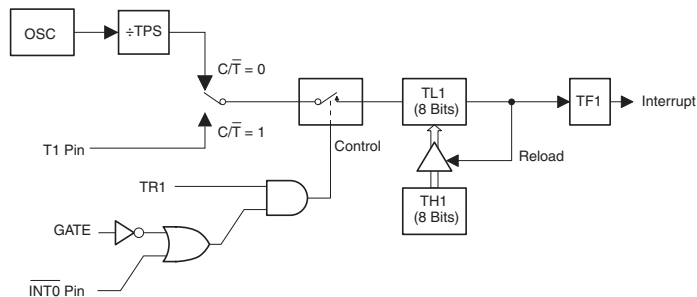 OSC
÷TPS
C/T̅ = 0
C/T̅ = 1
T1 Pin
TL1
(8 Bits)
TF1
Interrupt
Control
Reload
TR1
TH1
(8 Bits)
GATE
I̅N̅T̅0̅ Pin